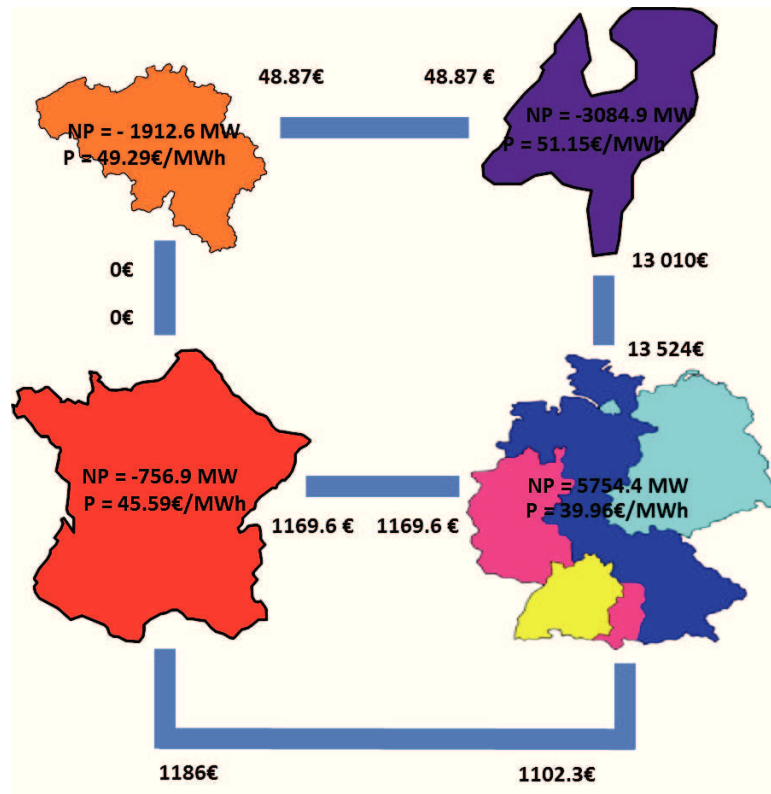 48.87€ 48.87 €
NP = - 1912.6 MW
P = 49.29€/MWh
NP = -3084.9 MW
P = 51.15€/MWh
0€
0€
13 010€
13 524€
NP = -756.9 MW
P = 45.59€/MWh
NP = 5754.4 MW
P = 39.96€/MWh
1169.6 € 1169.6 €
1186€ 1102.3€